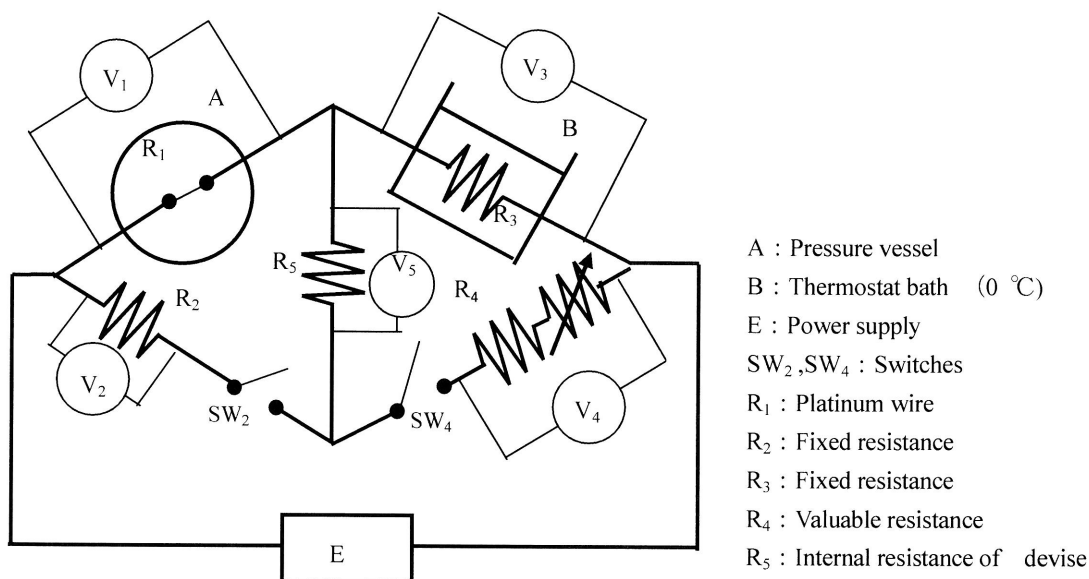 V1
V3
A
B
R1
R3
R5
V5
R4
R2
V2
SW2
SW4
V4
E
A : Pressure vessel
B : Thermostat bath (0 ℃)
E : Power supply
SW2 ,SW4 : Switches
R1 : Platinum wire
R2 : Fixed resistance
R3 : Fixed resistance
R4 : Valuable resistance
R5 : Internal resistance of devise